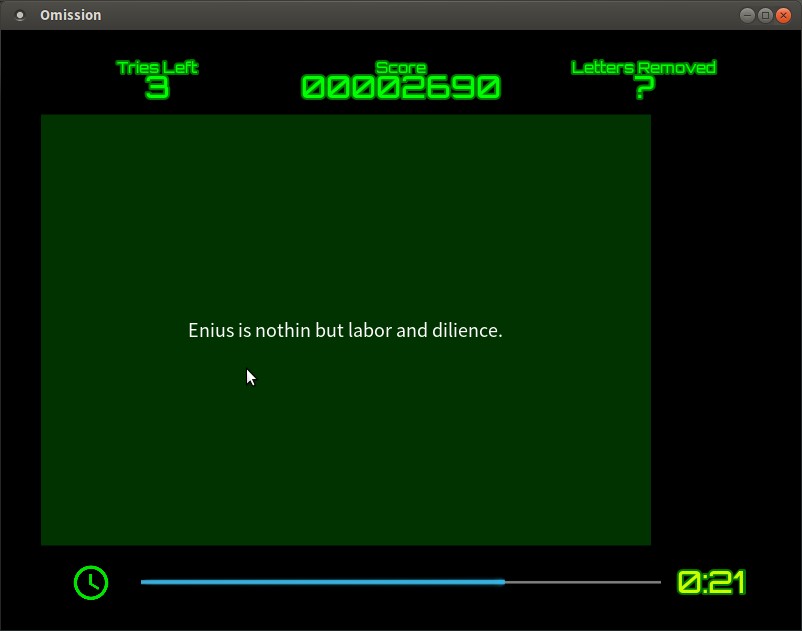 Omission
Tries Left
3
Score
00002690
Letters Removed
?
Enius is nothin but labor and dilience.
0:21